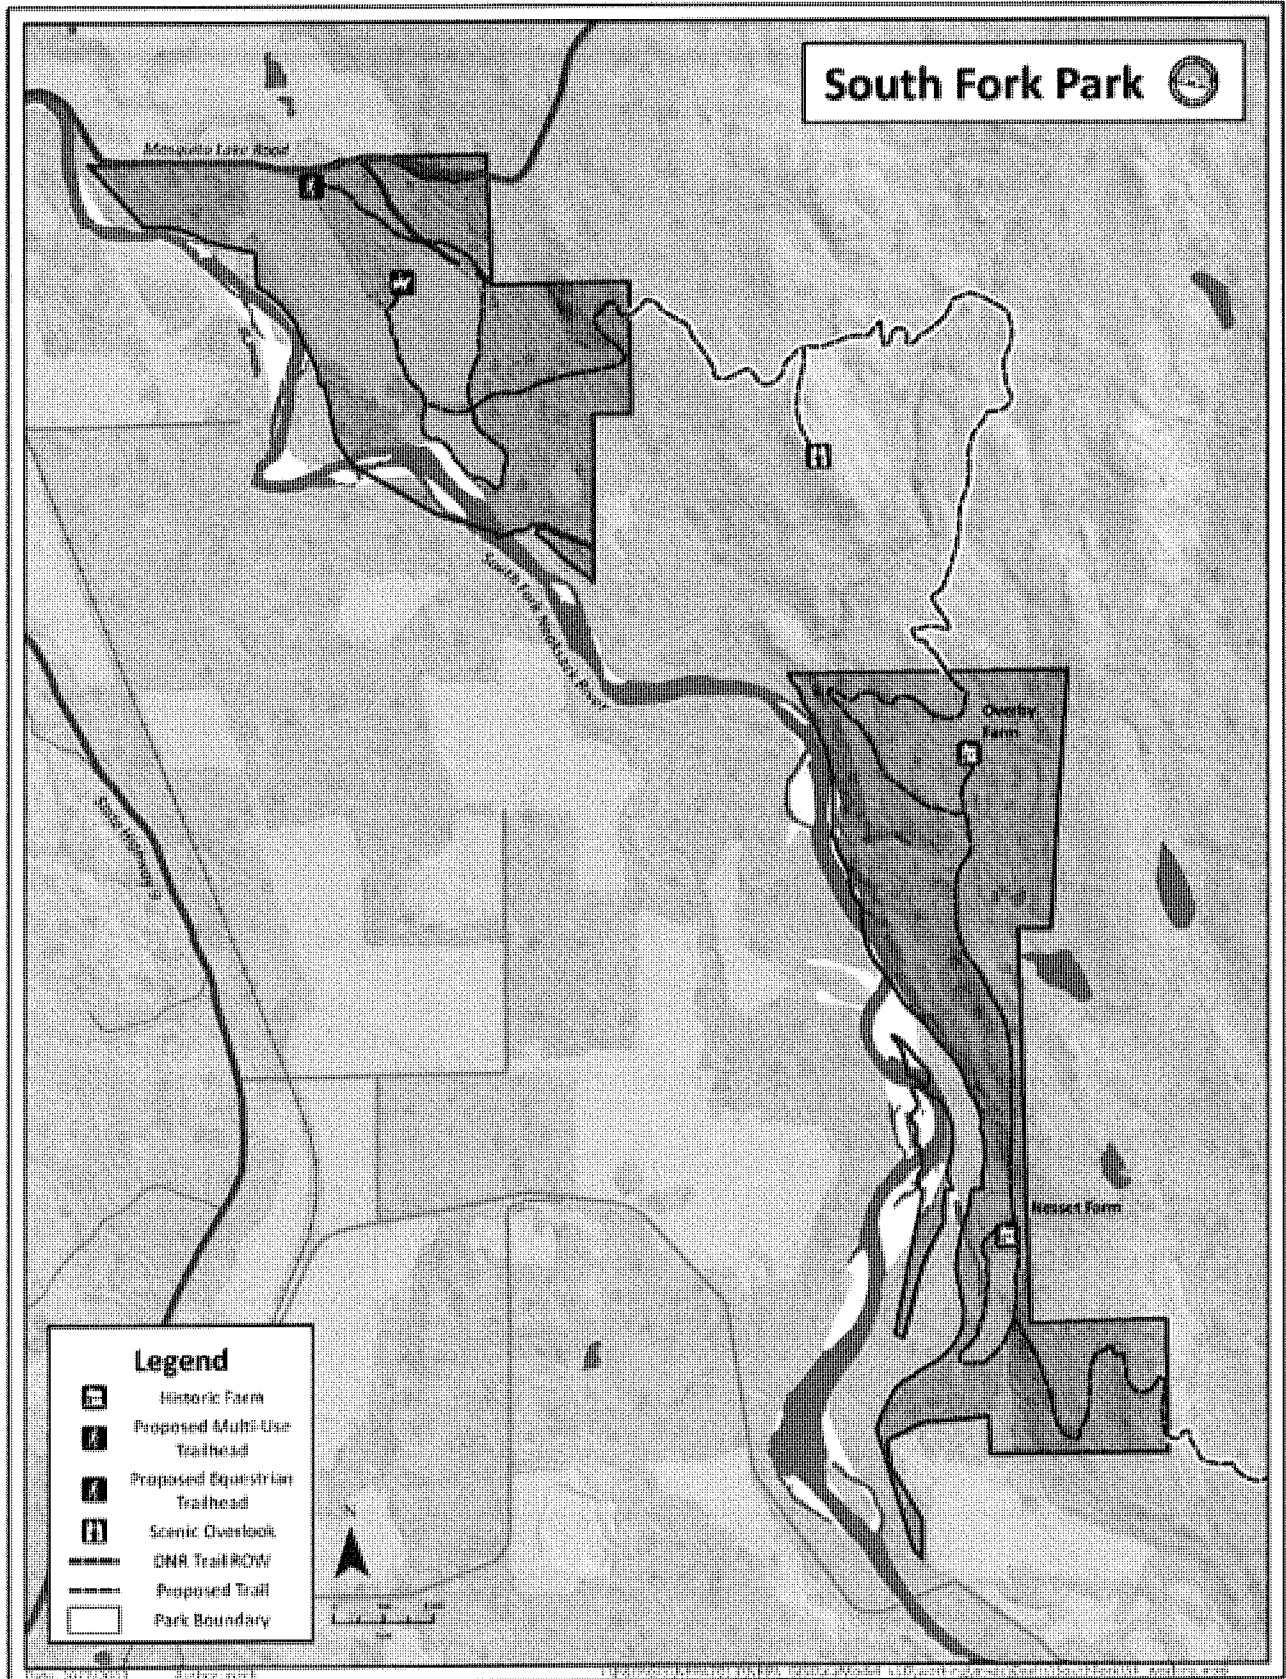 South Fork Park
Mosquito Lake Road
South Fork Nooksack River
Overby
Farm
State Highway 9
Nesset Farm
Legend
Historic Farm
Proposed Multi-Use
Trailhead
Proposed Equestrian
Trailhead
Scenic Overlook
DNR Trail ROW
Proposed Trail
Park Boundary
N